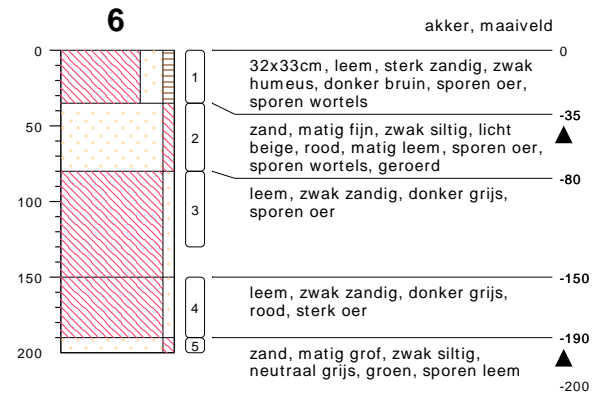 6
akker, maaiveld
0
0
32x33cm, leem, sterk zandig, zwak
humeus, donker bruin, sporen oer,
sporen wortels
1
-35
50
2
zand, matig fijn, zwak siltig, licht
beige, rood, matig leem, sporen oer,
sporen wortels, geroerd
-80
100
3
leem, zwak zandig, donker grijs,
sporen oer
150
-150
4
leem, zwak zandig, donker grijs,
rood, sterk oer
-190
5
200
zand, matig grof, zwak siltig,
neutraal grijs, groen, sporen leem
-200